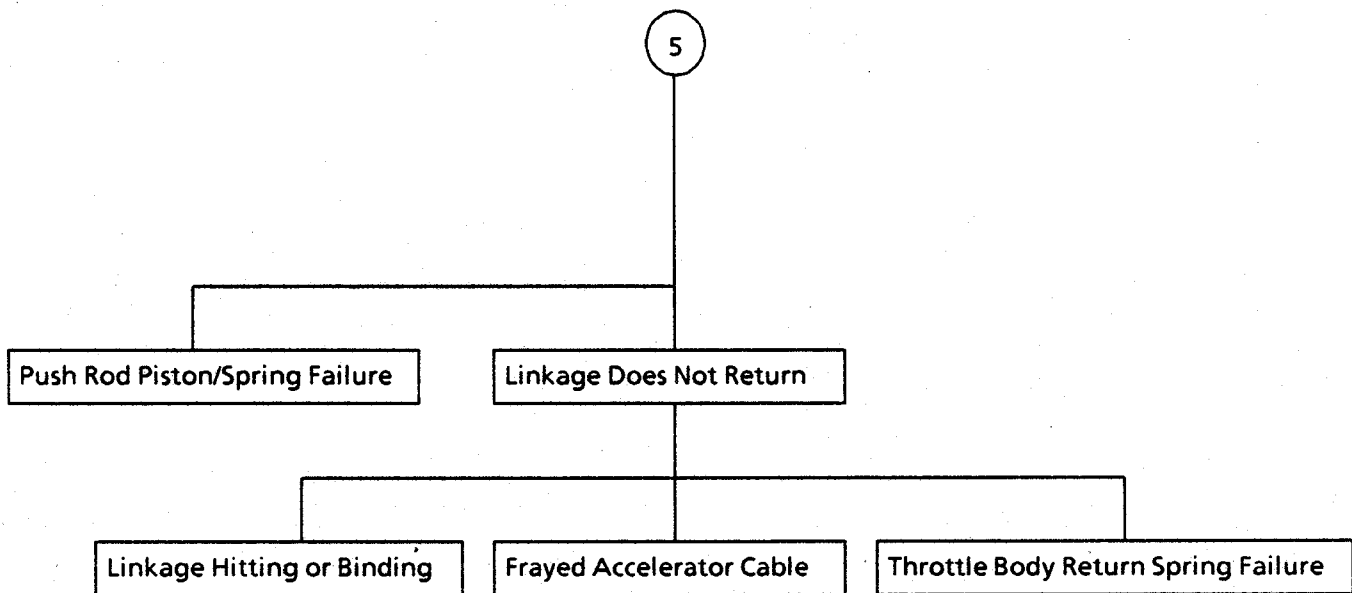 5
Push Rod Piston/Spring Failure
Linkage Does Not Return
Linkage Hitting or Binding
Frayed Accelerator Cable
Throttle Body Return Spring Failure